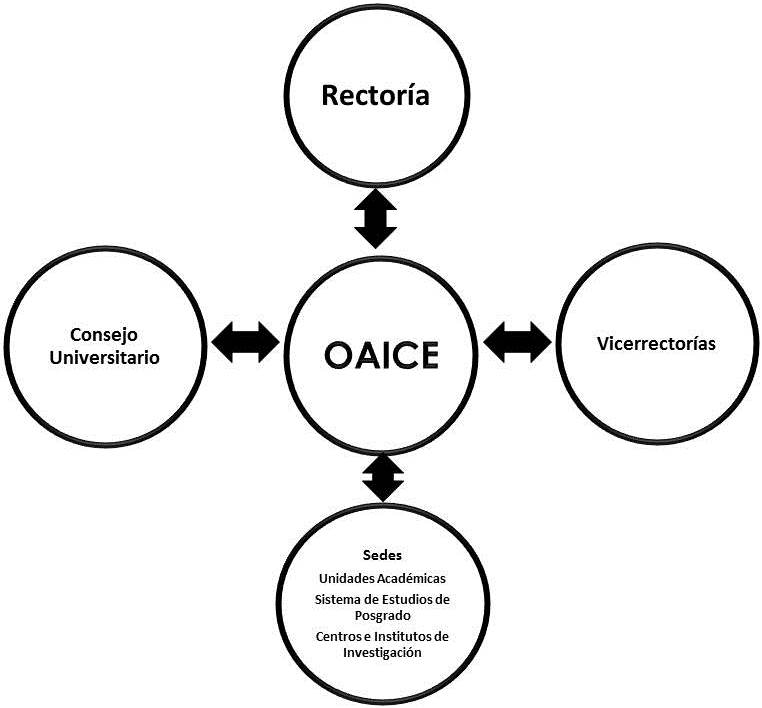 Rectoría
Consejo
Universitario
OAICE
Vicerrectorías
Sedes
Unidades Académicas
Sistema de Estudios de
Posgrado
Centros e Institutos de
Investigación